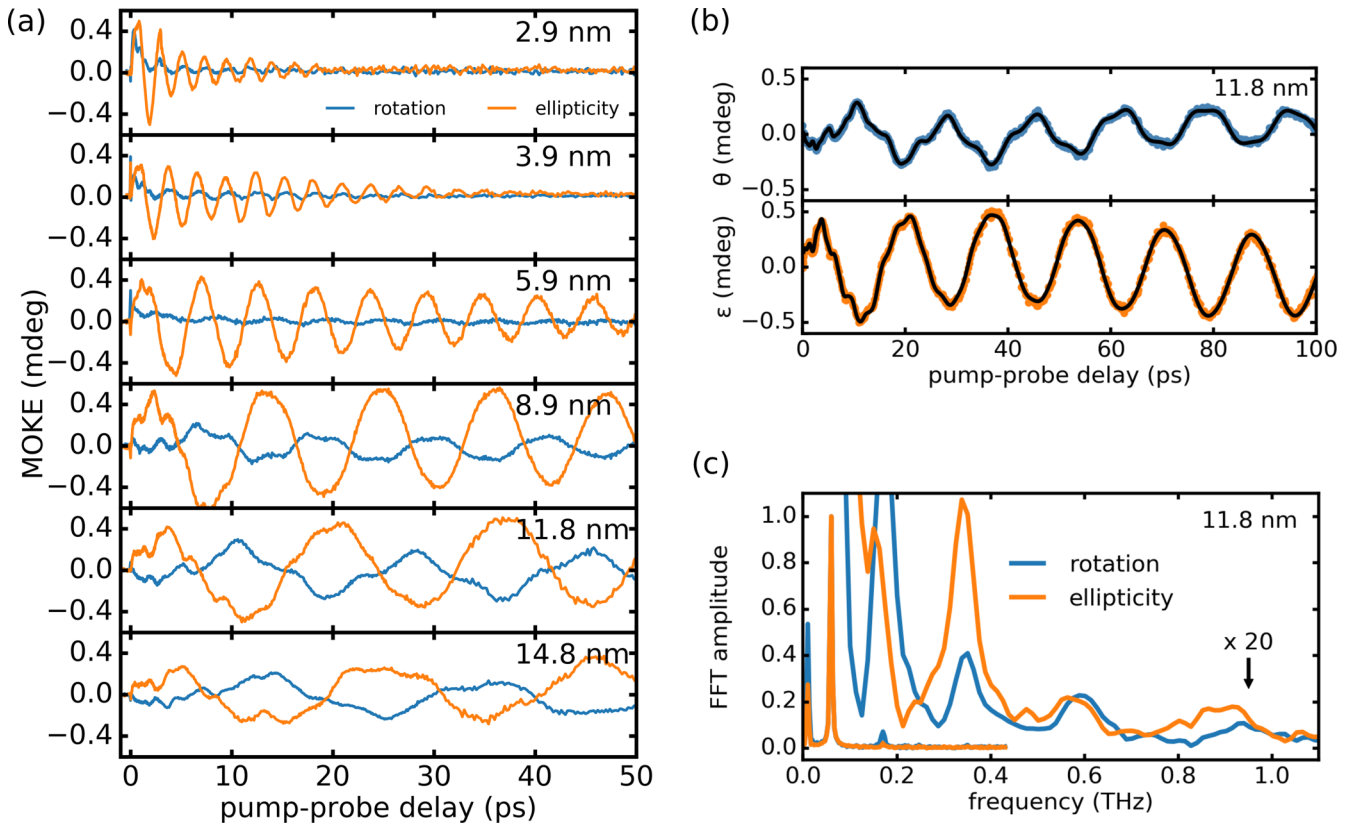 (a)
MOKE (mdeg)
0.4
0.0
−0.4
2.9 nm
rotation
ellipticity
0.4
0.0
−0.4
3.9 nm
0.4
0.0
−0.4
5.9 nm
0.4
0.0
−0.4
8.9 nm
0.4
0.0
−0.4
11.8 nm
0.4
0.0
−0.4
14.8 nm
0 10 20 30 40 50
pump-probe delay (ps)
(b)
θ (mdeg)
0.5
0.0
−0.5
11.8 nm
ε (mdeg)
0.5
0.0
−0.5
0 20 40 60 80 100
pump-probe delay (ps)
(c)
FFT amplitude
1.0
0.8
0.6
0.4
0.2
0.0
11.8 nm
rotation
ellipticity
x 20
0.0 0.2 0.4 0.6 0.8 1.0
frequency (THz)